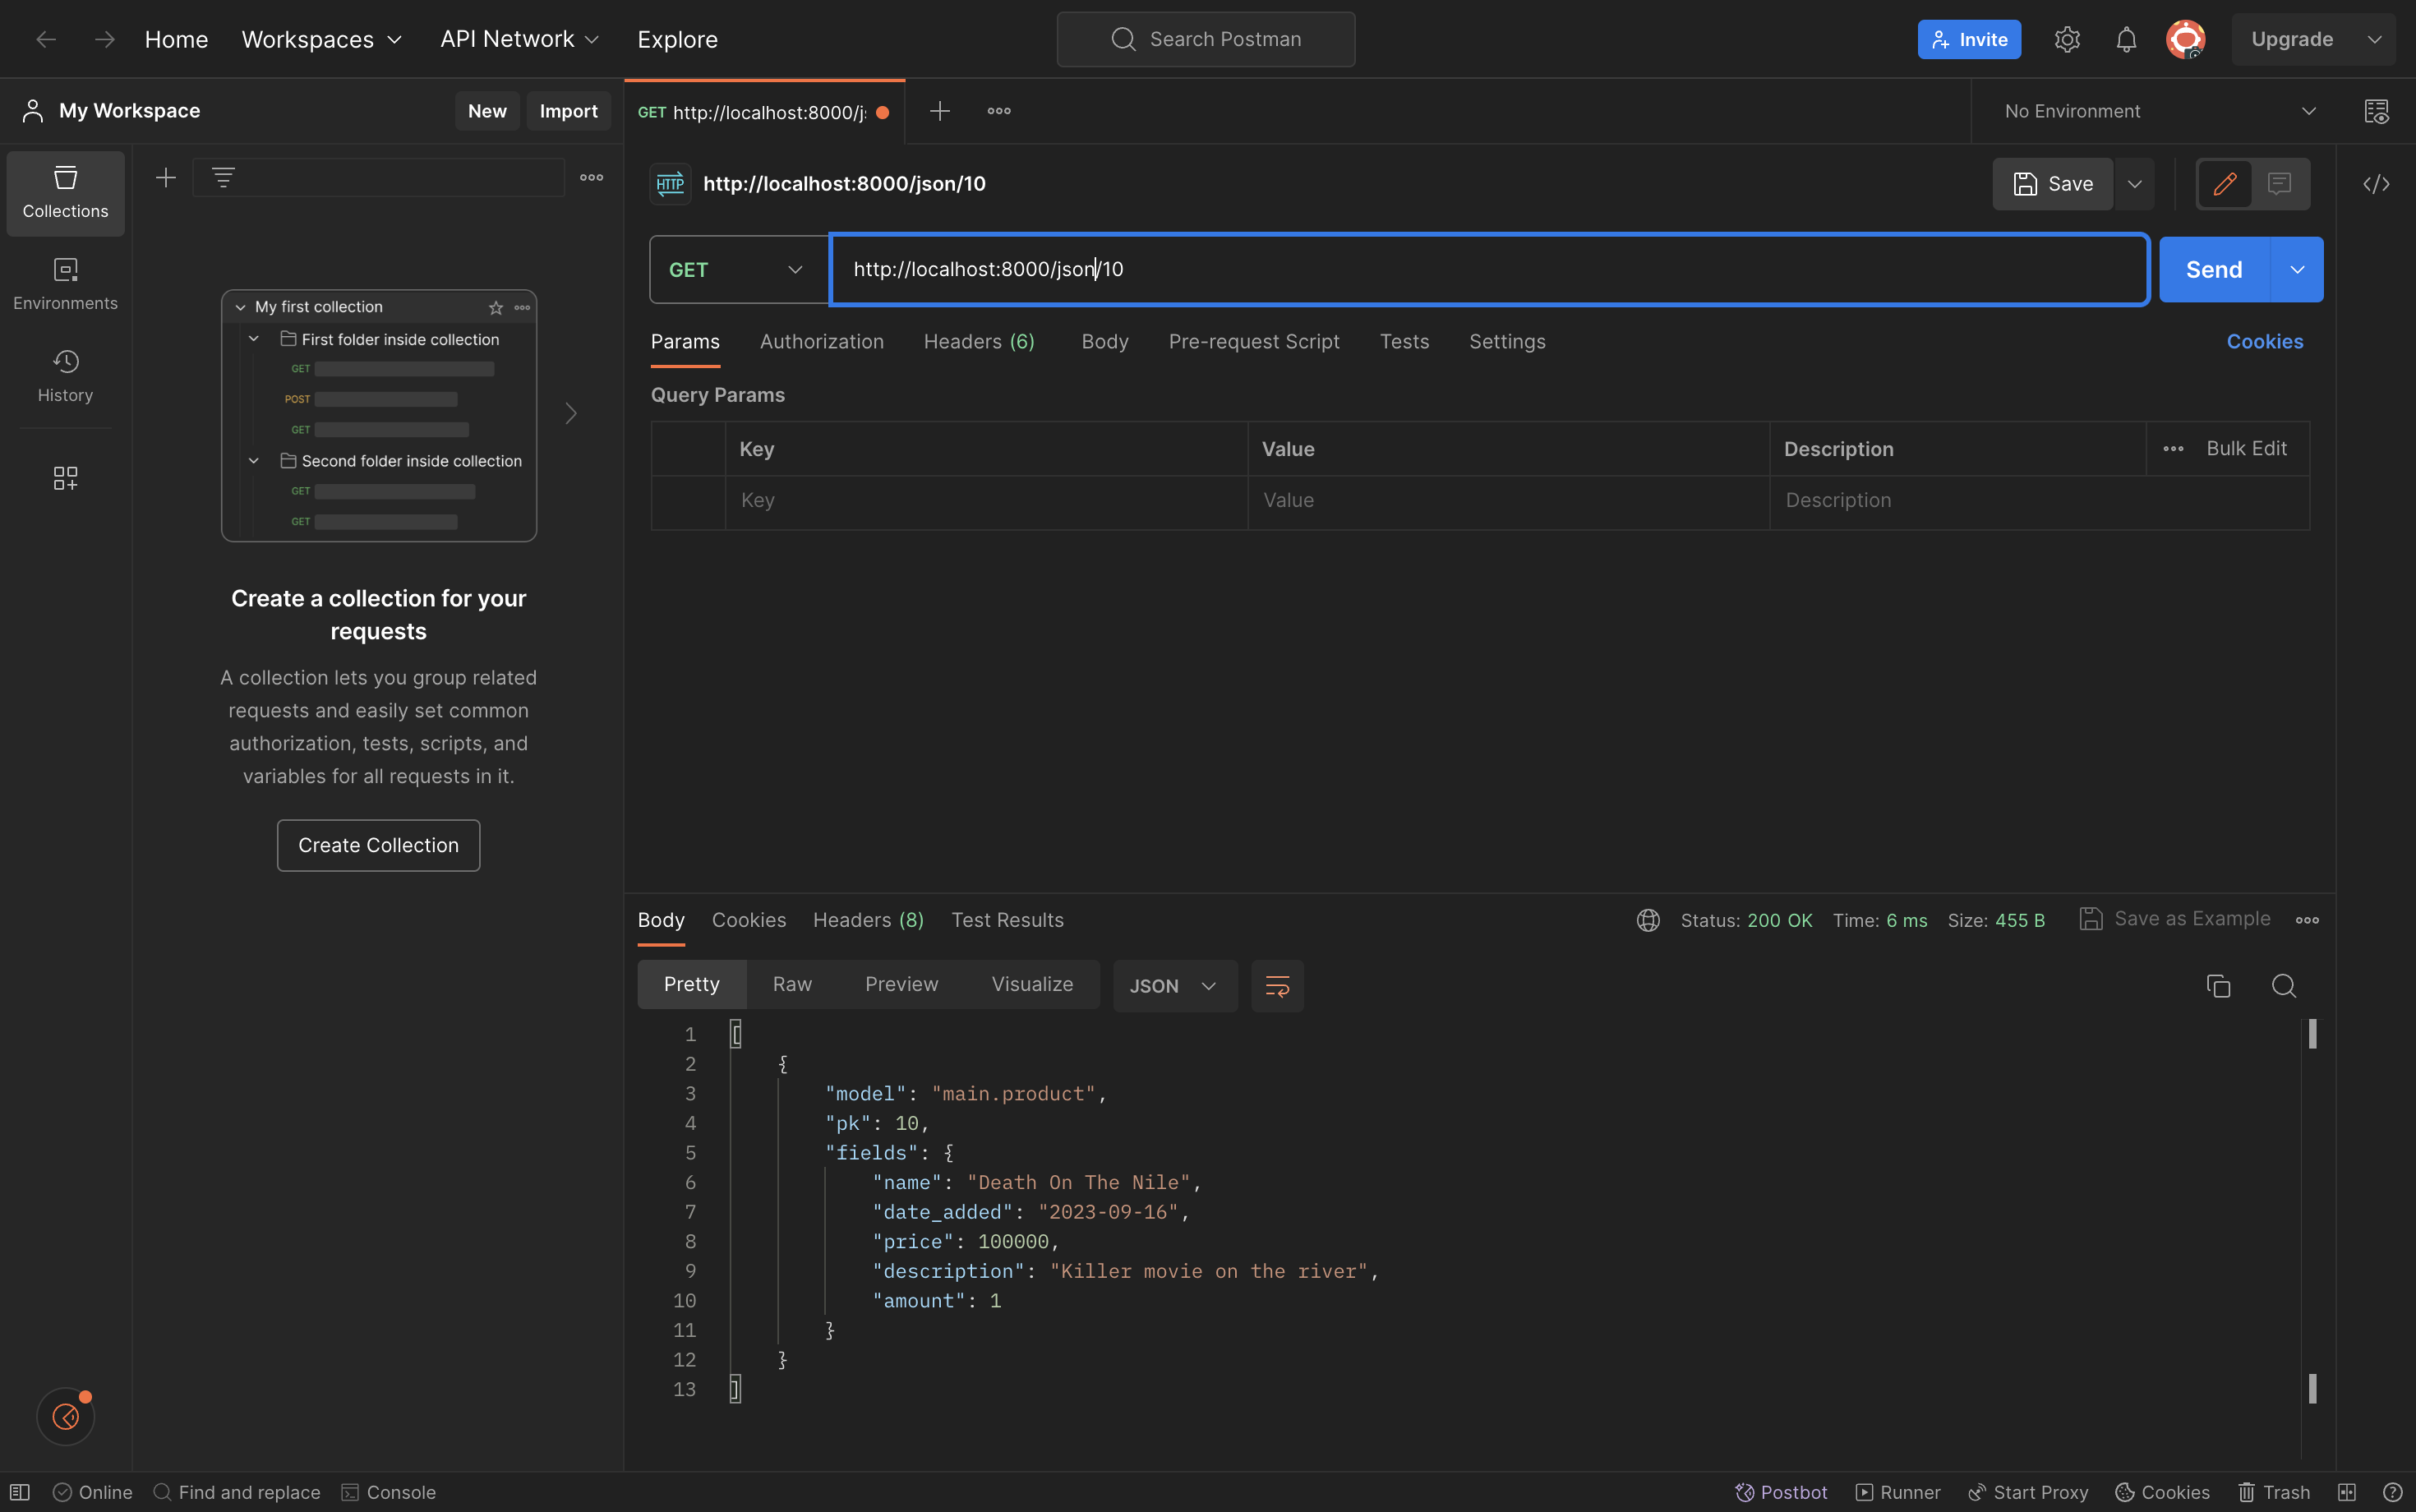 Home Workspaces API Network Explore Search Postman Invite Upgrade
My Workspace New Import
GET http://localhost:8000/j No Environment
Collections
Environments
History
My first collection
First folder inside collection
GET
POST
GET
Second folder inside collection
GET
GET
Create a collection for your
requests
A collection lets you group related
requests and easily set common
authorization, tests, scripts, and
variables for all requests in it.
Create Collection
HTTP http://localhost:8000/json/10 Save
GET http://localhost:8000/json/10 Send
Params Authorization Headers (6) Body Pre-request Script Tests Settings Cookies
Query Params
Key Value Description Bulk Edit
Key Value Description
Body Cookies Headers (8) Test Results Status: 200 OK Time: 6 ms Size: 455 B Save as Example
Pretty Raw Preview Visualize JSON
1 [
2 {
3 "model": "main.product",
4 "pk": 10,
5 "fields": {
6 "name": "Death On The Nile",
7 "date_added": "2023-09-16",
8 "price": 100000,
9 "description": "Killer movie on the river",
10 "amount": 1
11 }
12 }
13 ]
Online Find and replace Console Postbot Runner Start Proxy Cookies Trash